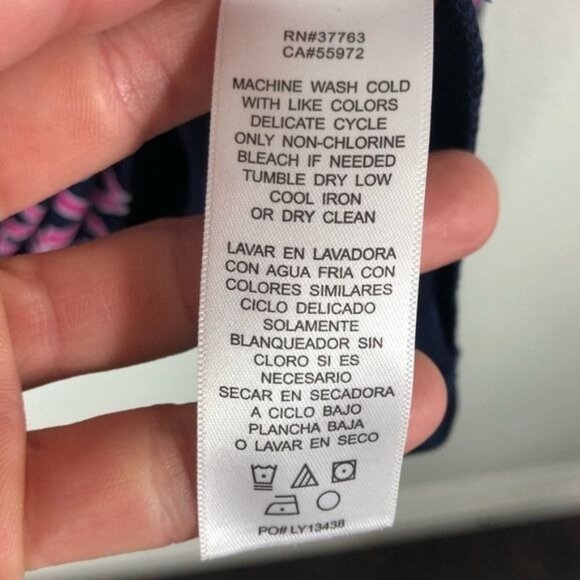 RN#37763
CA#55972
MACHINE WASH COLD
WITH LIKE COLORS
DELICATE CYCLE
ONLY NON-CHLORINE
BLEACH IF NEEDED
TUMBLE DRY LOW
COOL IRON
OR DRY CLEAN
LAVAR EN LAVADORA
CON AGUA FRIA CON
COLORES SIMILARES
CICLO DELICADO
SOLAMENTE
BLANQUEADOR SIN
CLORO SI ES
NECESARIO
SECAR EN SECADORA
A CICLO BAJO
PLANCHA BAJA
O LAVAR EN SECO
PO# LY13438